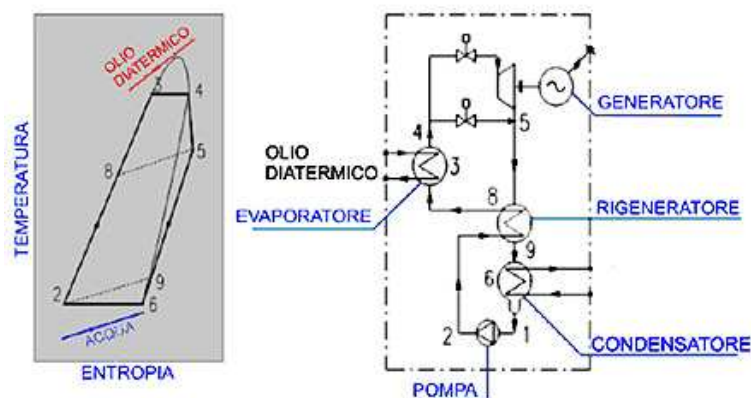 OLIO
DIATERMICO
3
4
8
5
2
9
6
ACQUA
TEMPERATURA
ENTROPIA
4
5
GENERATORE
OLIO
DIATERMICO
3
EVAPORATORE
8
RIGENERATORE
9
6
2
1
CONDENSATORE
POMPA